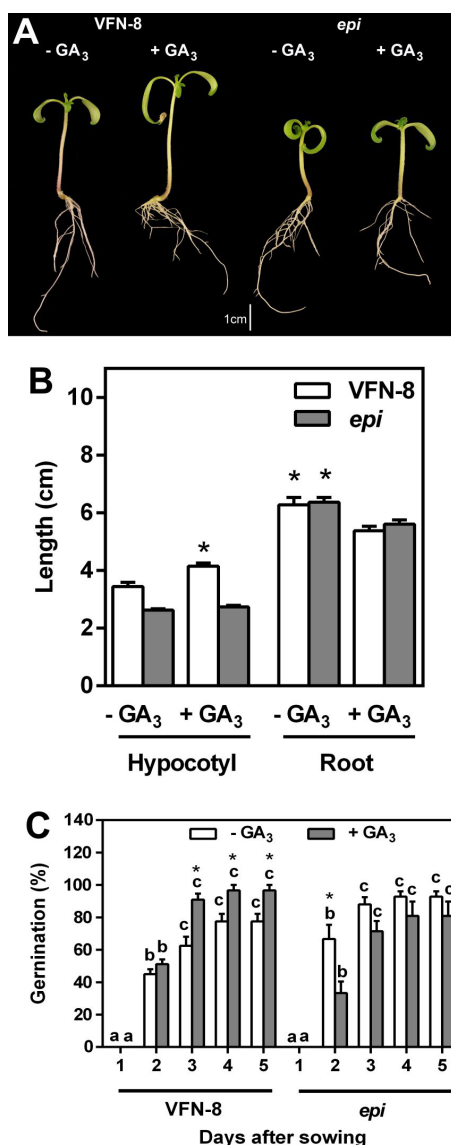 A
VFN-8 epi
- GA3 + GA3 - GA3 + GA3
1cm
B
10
8
6
4
2
0
Length (cm)
VFN-8
epi
* * *
- GA3 + GA3 - GA3 + GA3
Hypocotyl Root
C
140
120
100
80
60
40
20
0
Gernination (%)
- GA3 + GA3
a a b b c * c c * c c * c
a a * b b c c c c c c
1 2 3 4 5 1 2 3 4 5
VFN-8 epi
Days after sowing